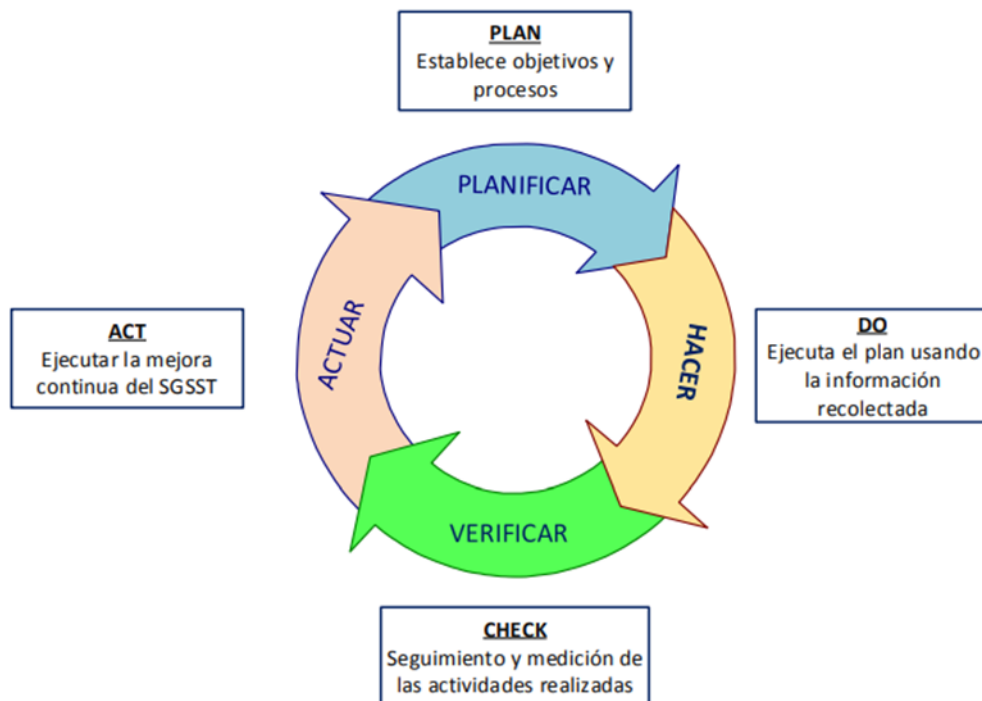 PLAN
Establece objetivos y
procesos
PLANIFICAR
ACT
Ejecutar la mejora
continua del SGSST
ACTUAR
HACER
DO
Ejecuta el plan usando
la información
recolectada
VERIFICAR
CHECK
Seguimiento y medición de
las actividades realizadas